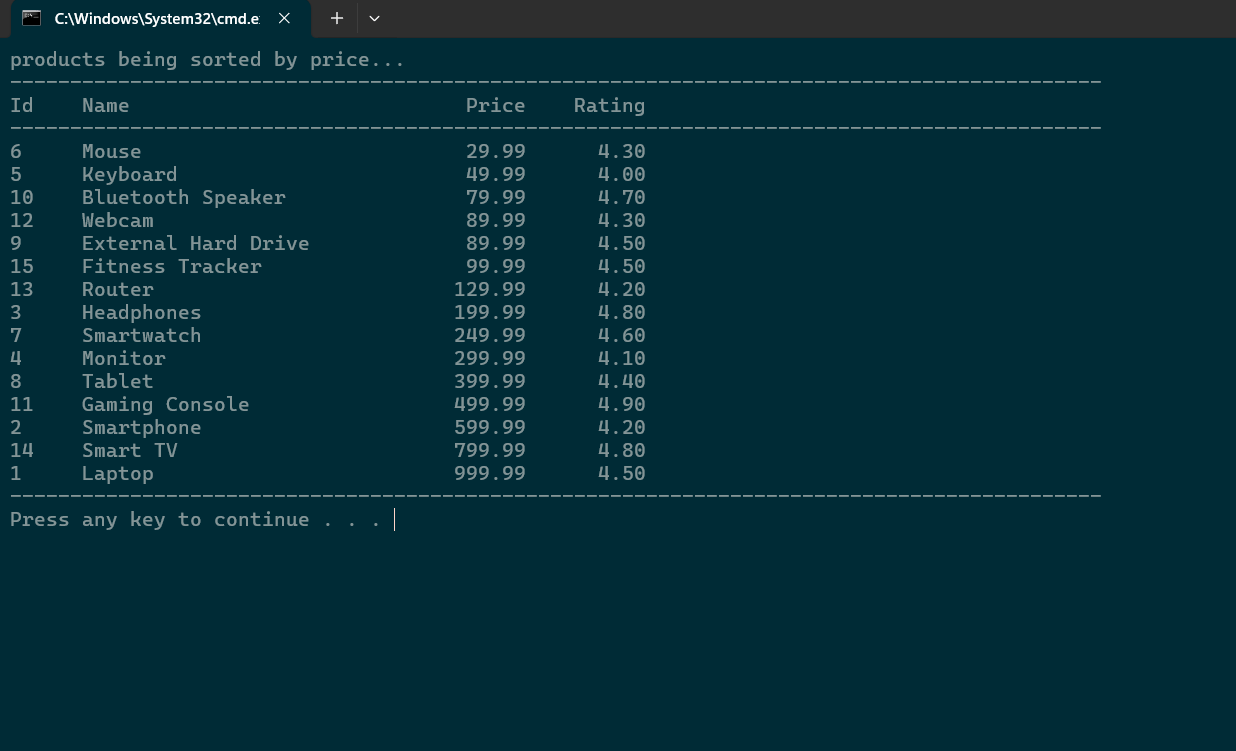 C:\Windows\System32\cmd.e
products being sorted by price...
-------------------------------------------------------------------------------------------
Id    Name                            Price    Rating
-------------------------------------------------------------------------------------------
6     Mouse                           29.99      4.30
5     Keyboard                        49.99      4.00
10    Bluetooth Speaker               79.99      4.70
12    Webcam                          89.99      4.30
9     External Hard Drive             89.99      4.50
15    Fitness Tracker                 99.99      4.50
13    Router                         129.99      4.20
3     Headphones                     199.99      4.80
7     Smartwatch                     249.99      4.60
4     Monitor                        299.99      4.10
8     Tablet                         399.99      4.40
11    Gaming Console                 499.99      4.90
2     Smartphone                     599.99      4.20
14    Smart TV                       799.99      4.80
1     Laptop                         999.99      4.50
-------------------------------------------------------------------------------------------
Press any key to continue . . .